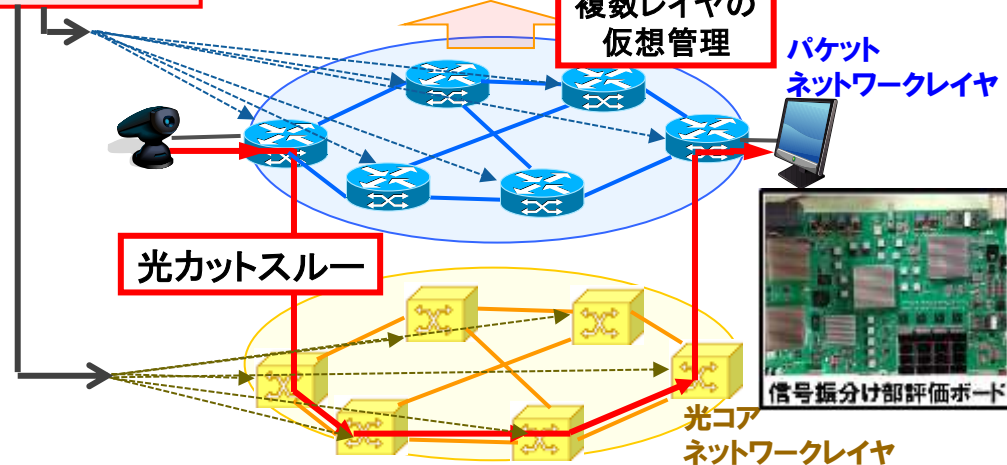 複数レイヤの
仮想管理
パケット
ネットワークレイヤ
光カットスルー
信号振分け部評価ボード
光コア
ネットワークレイヤ